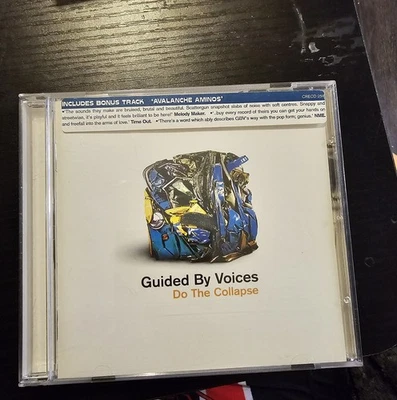 INCLUDES BONUS TRACK 'AVALANCHE AMINOS'
CRECD 251
•'The sounds they make are bruised, brutal and beautiful. Scattergun snapshot slabs of noise with soft centres. Snappy and
streetwise, it's playful and it feels brilliant to be here!' Melody Maker. •'..buy every record of theirs you can get your hands on
and freefall into the arms of love.' Time Out. •'There's a word which ably describes GBV's way with the pop form; genius.' NME.
Guided By Voices
Do The Collapse